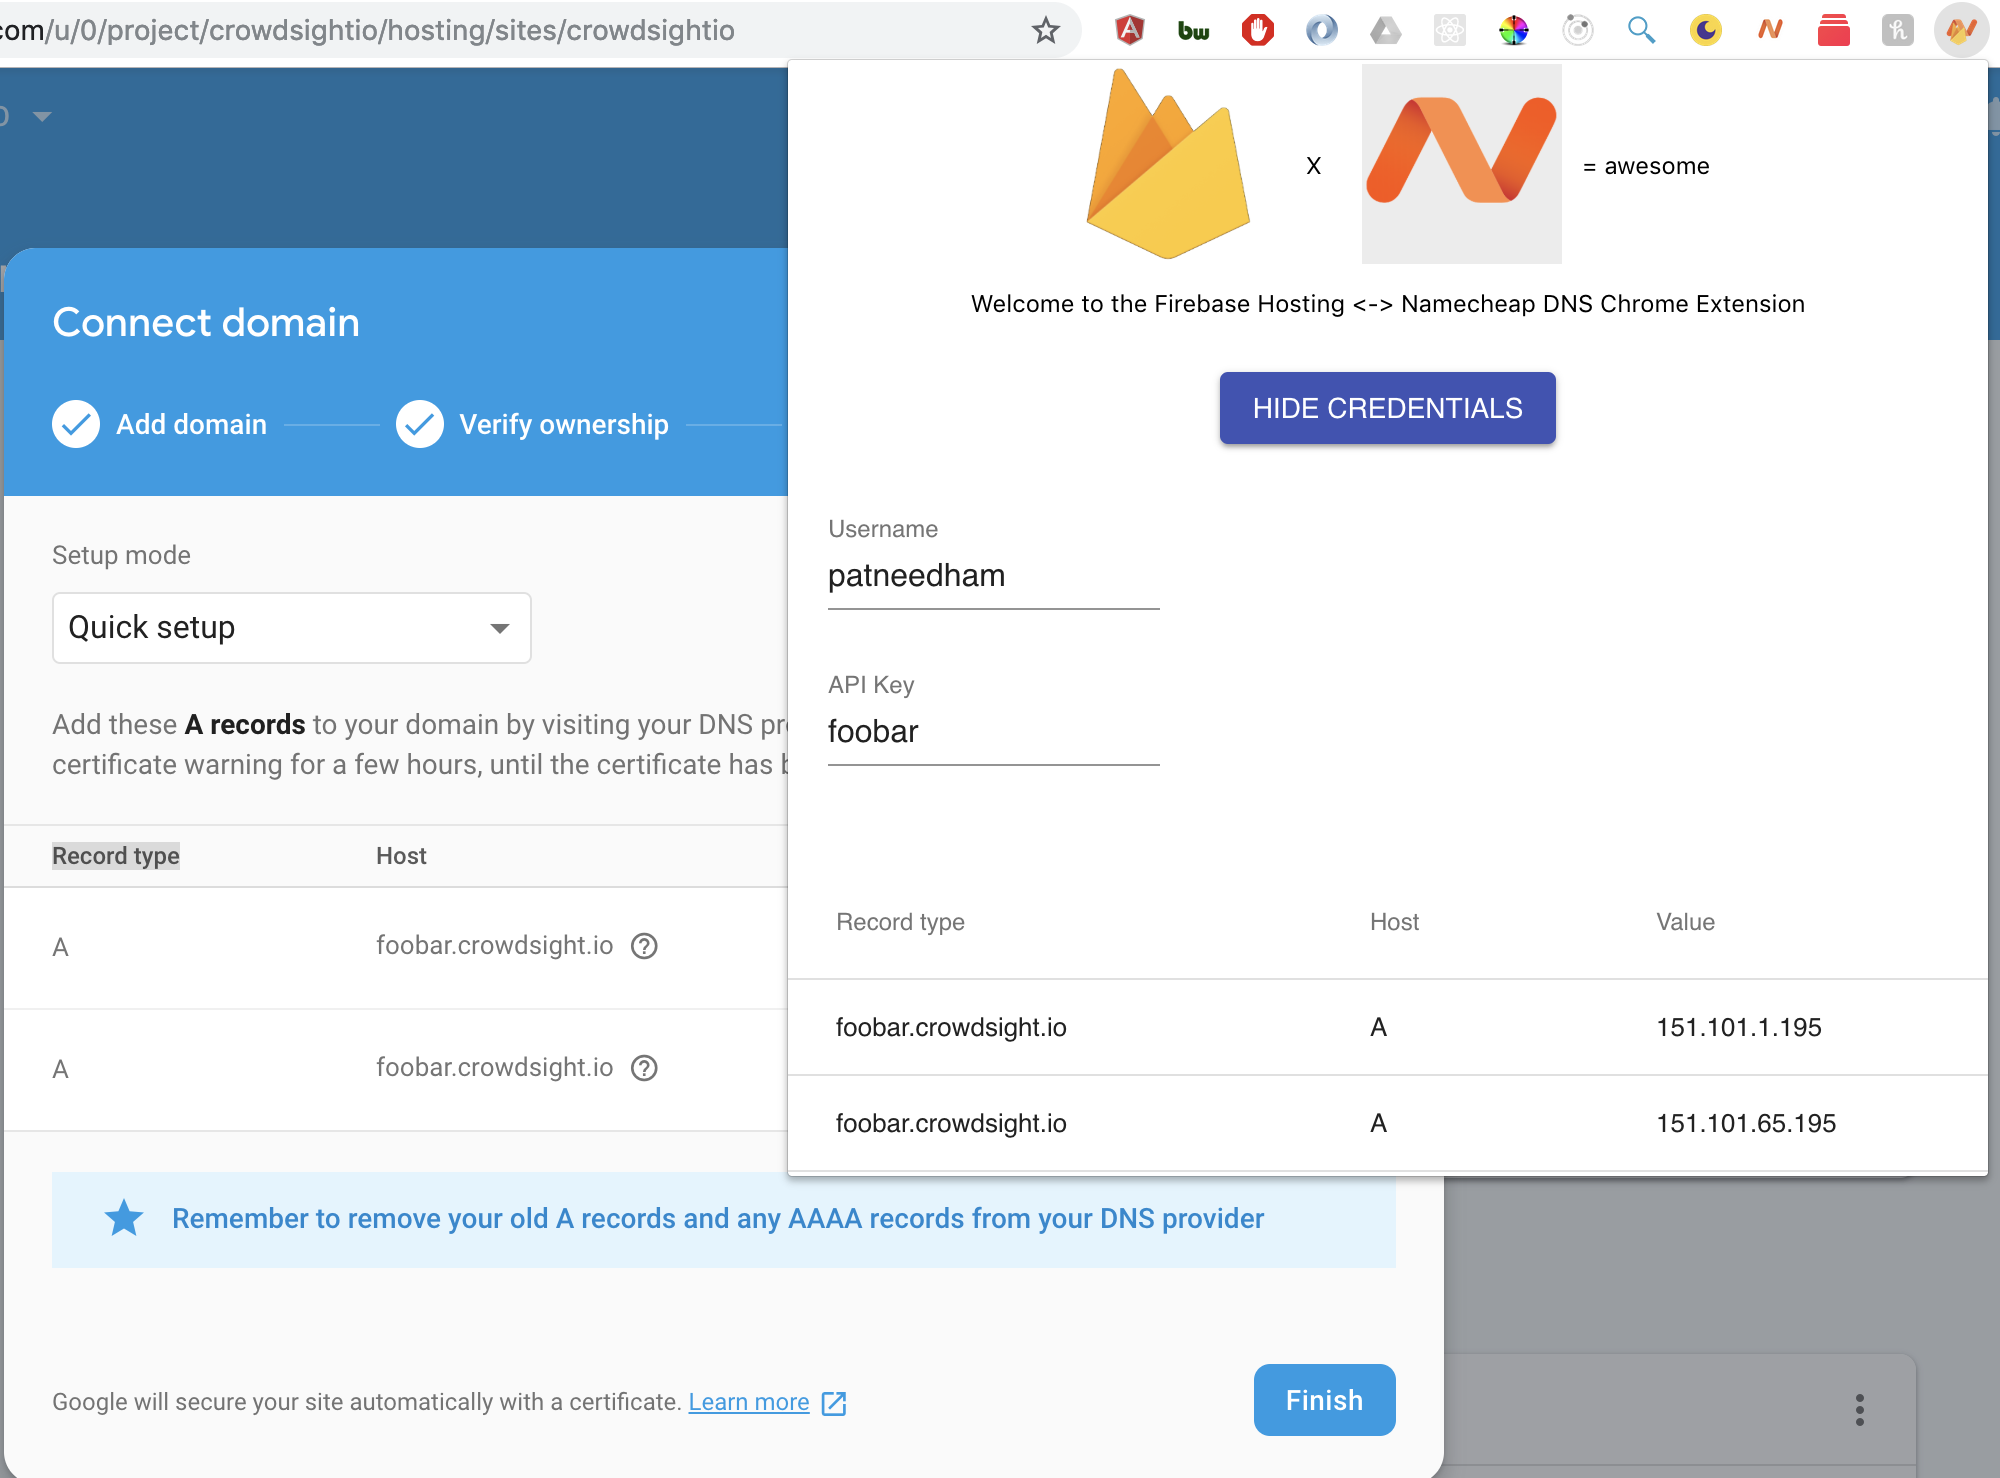 com/u/0/project/crowdsightio/hosting/sites/crowdsightio
bw
X
= awesome
Welcome to the Firebase Hosting <-> Namecheap DNS Chrome Extension
HIDE CREDENTIALS
Username
patneedham
API Key
foobar
Record type Host Value
foobar.crowdsight.io A 151.101.1.195
foobar.crowdsight.io A 151.101.65.195
Connect domain
Add domain
Verify ownership
Setup mode
Quick setup
Add these A records to your domain by visiting your DNS
certificate warning for a few hours, until the certificate has
Record type Host
A foobar.crowdsight.io
A foobar.crowdsight.io
Remember to remove your old A records and any AAAA records from your DNS provider
Google will secure your site automatically with a certificate. Learn more
Finish